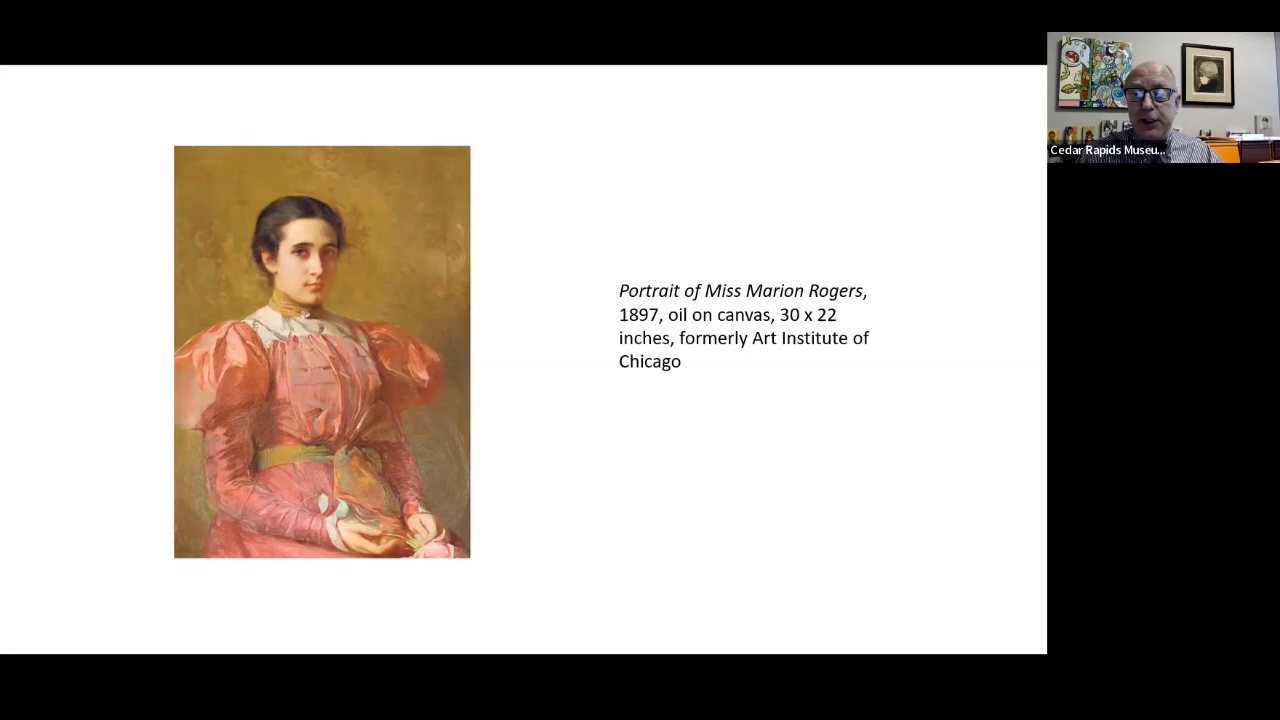 Portrait of Miss Marion Rogers,
1897, oil on canvas, 30 x 22
inches, formerly Art Institute of
Chicago
Cedar Rapids Museu...